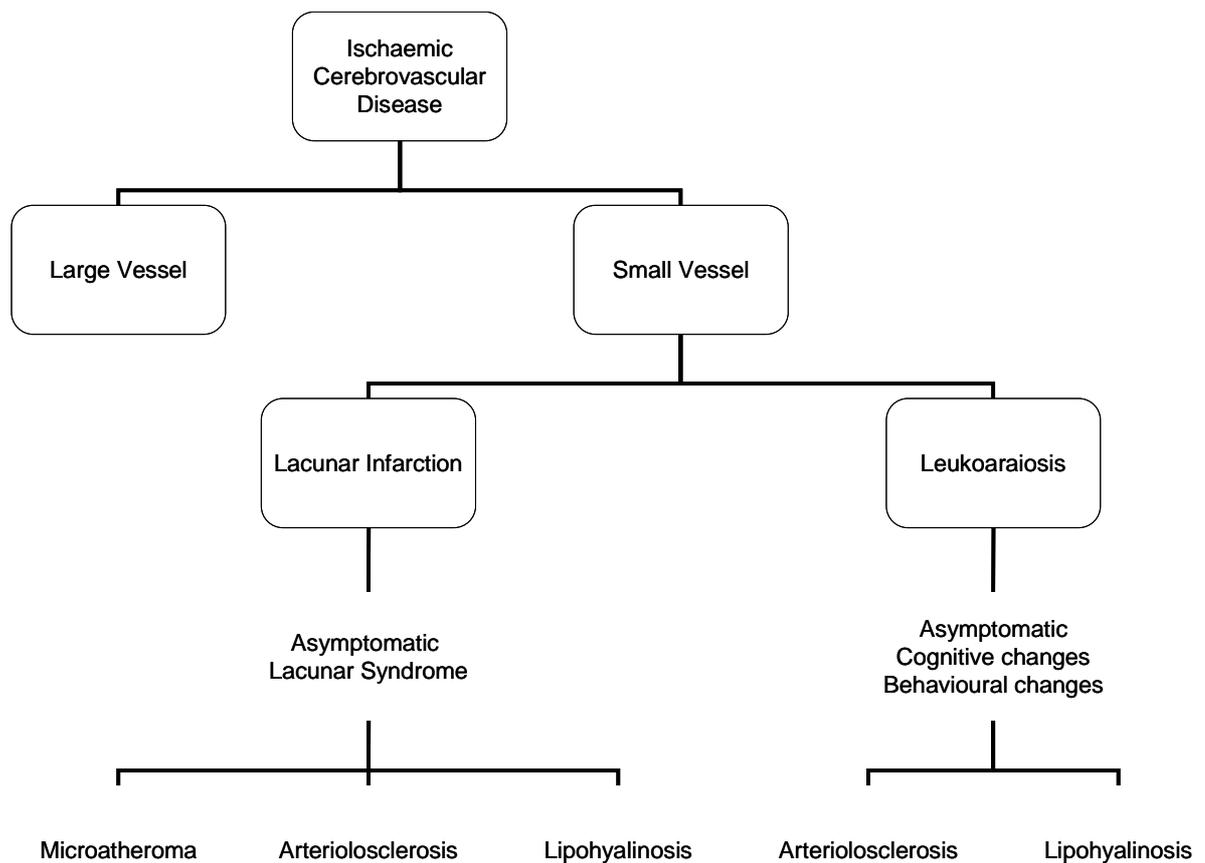 Ischaemic
Cerebrovascular
Disease
Large Vessel
Small Vessel
Lacunar Infarction
Leukoaraiosis
Asymptomatic
Lacunar Syndrome
Asymptomatic
Cognitive changes
Behavioural changes
Microatheroma
Arteriolosclerosis
Lipohyalinosis
Arteriolosclerosis
Lipohyalinosis